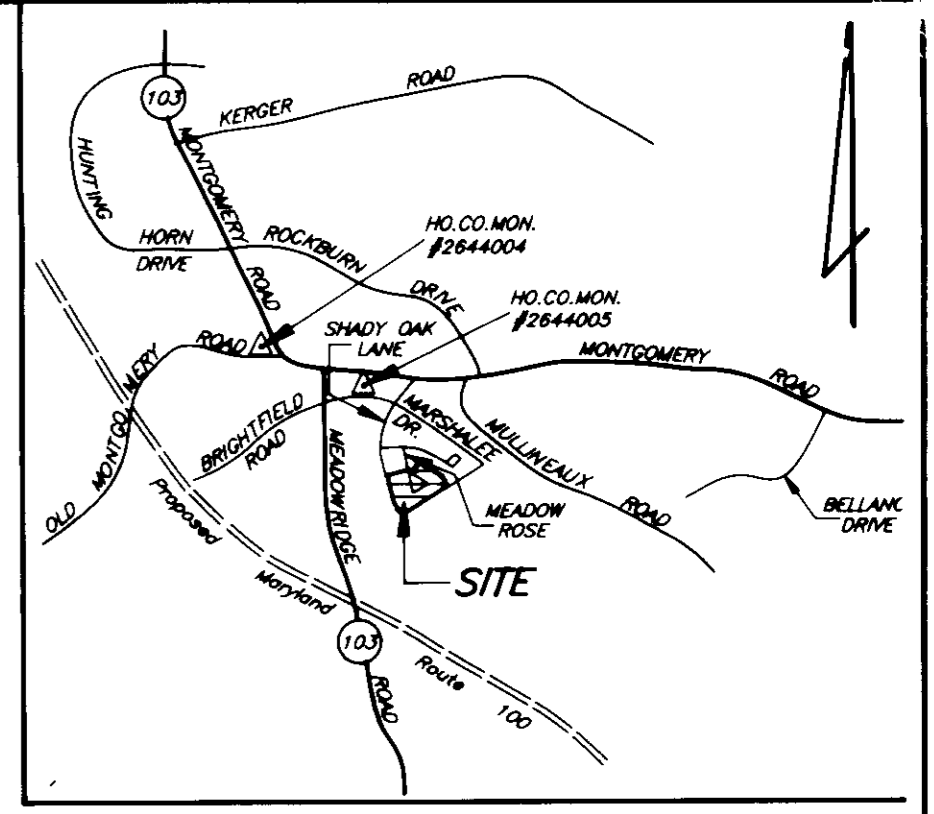 103
KERGER ROAD
HUNTING
HORN
DRIVE
MONTGOMERY
ROAD
ROCKBURN
DRIVE
HO.CO.MON.
#2644004
HO.CO.MON.
#2644005
SHADY OAK
LANE
MONTGOMERY
ROAD
OLD MONTGO MERY ROAD
BRIGHTFIELD
ROAD
MARSHALEE
DR.
MULLINEAUX
ROAD
MEADOWRIDGE
ROAD
MEADOW
ROSE
BELLANC
DRIVE
SITE
Proposed Maryland Route 100
103